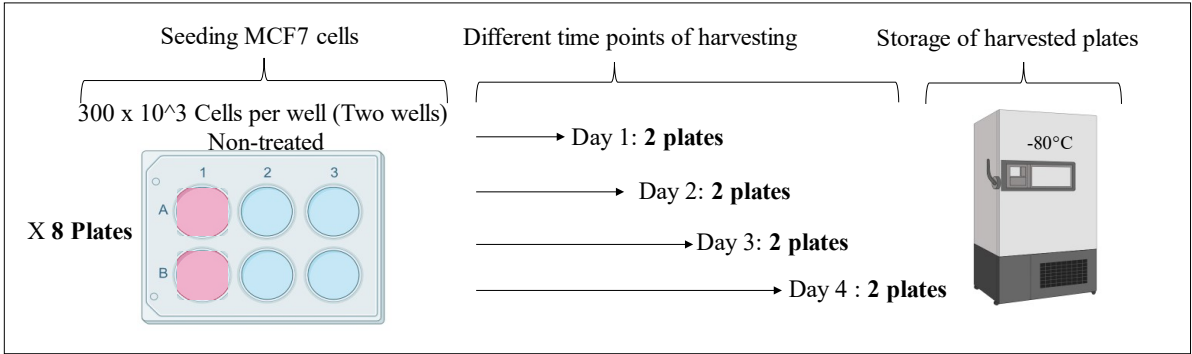 Seeding MCF7 cells
Different time points of harvesting
Storage of harvested plates
300 x 10^3 Cells per well (Two wells)
Non-treated
X 8 Plates
1 2 3
A
B
Day 1: 2 plates
Day 2: 2 plates
Day 3: 2 plates
Day 4 : 2 plates
-80°C